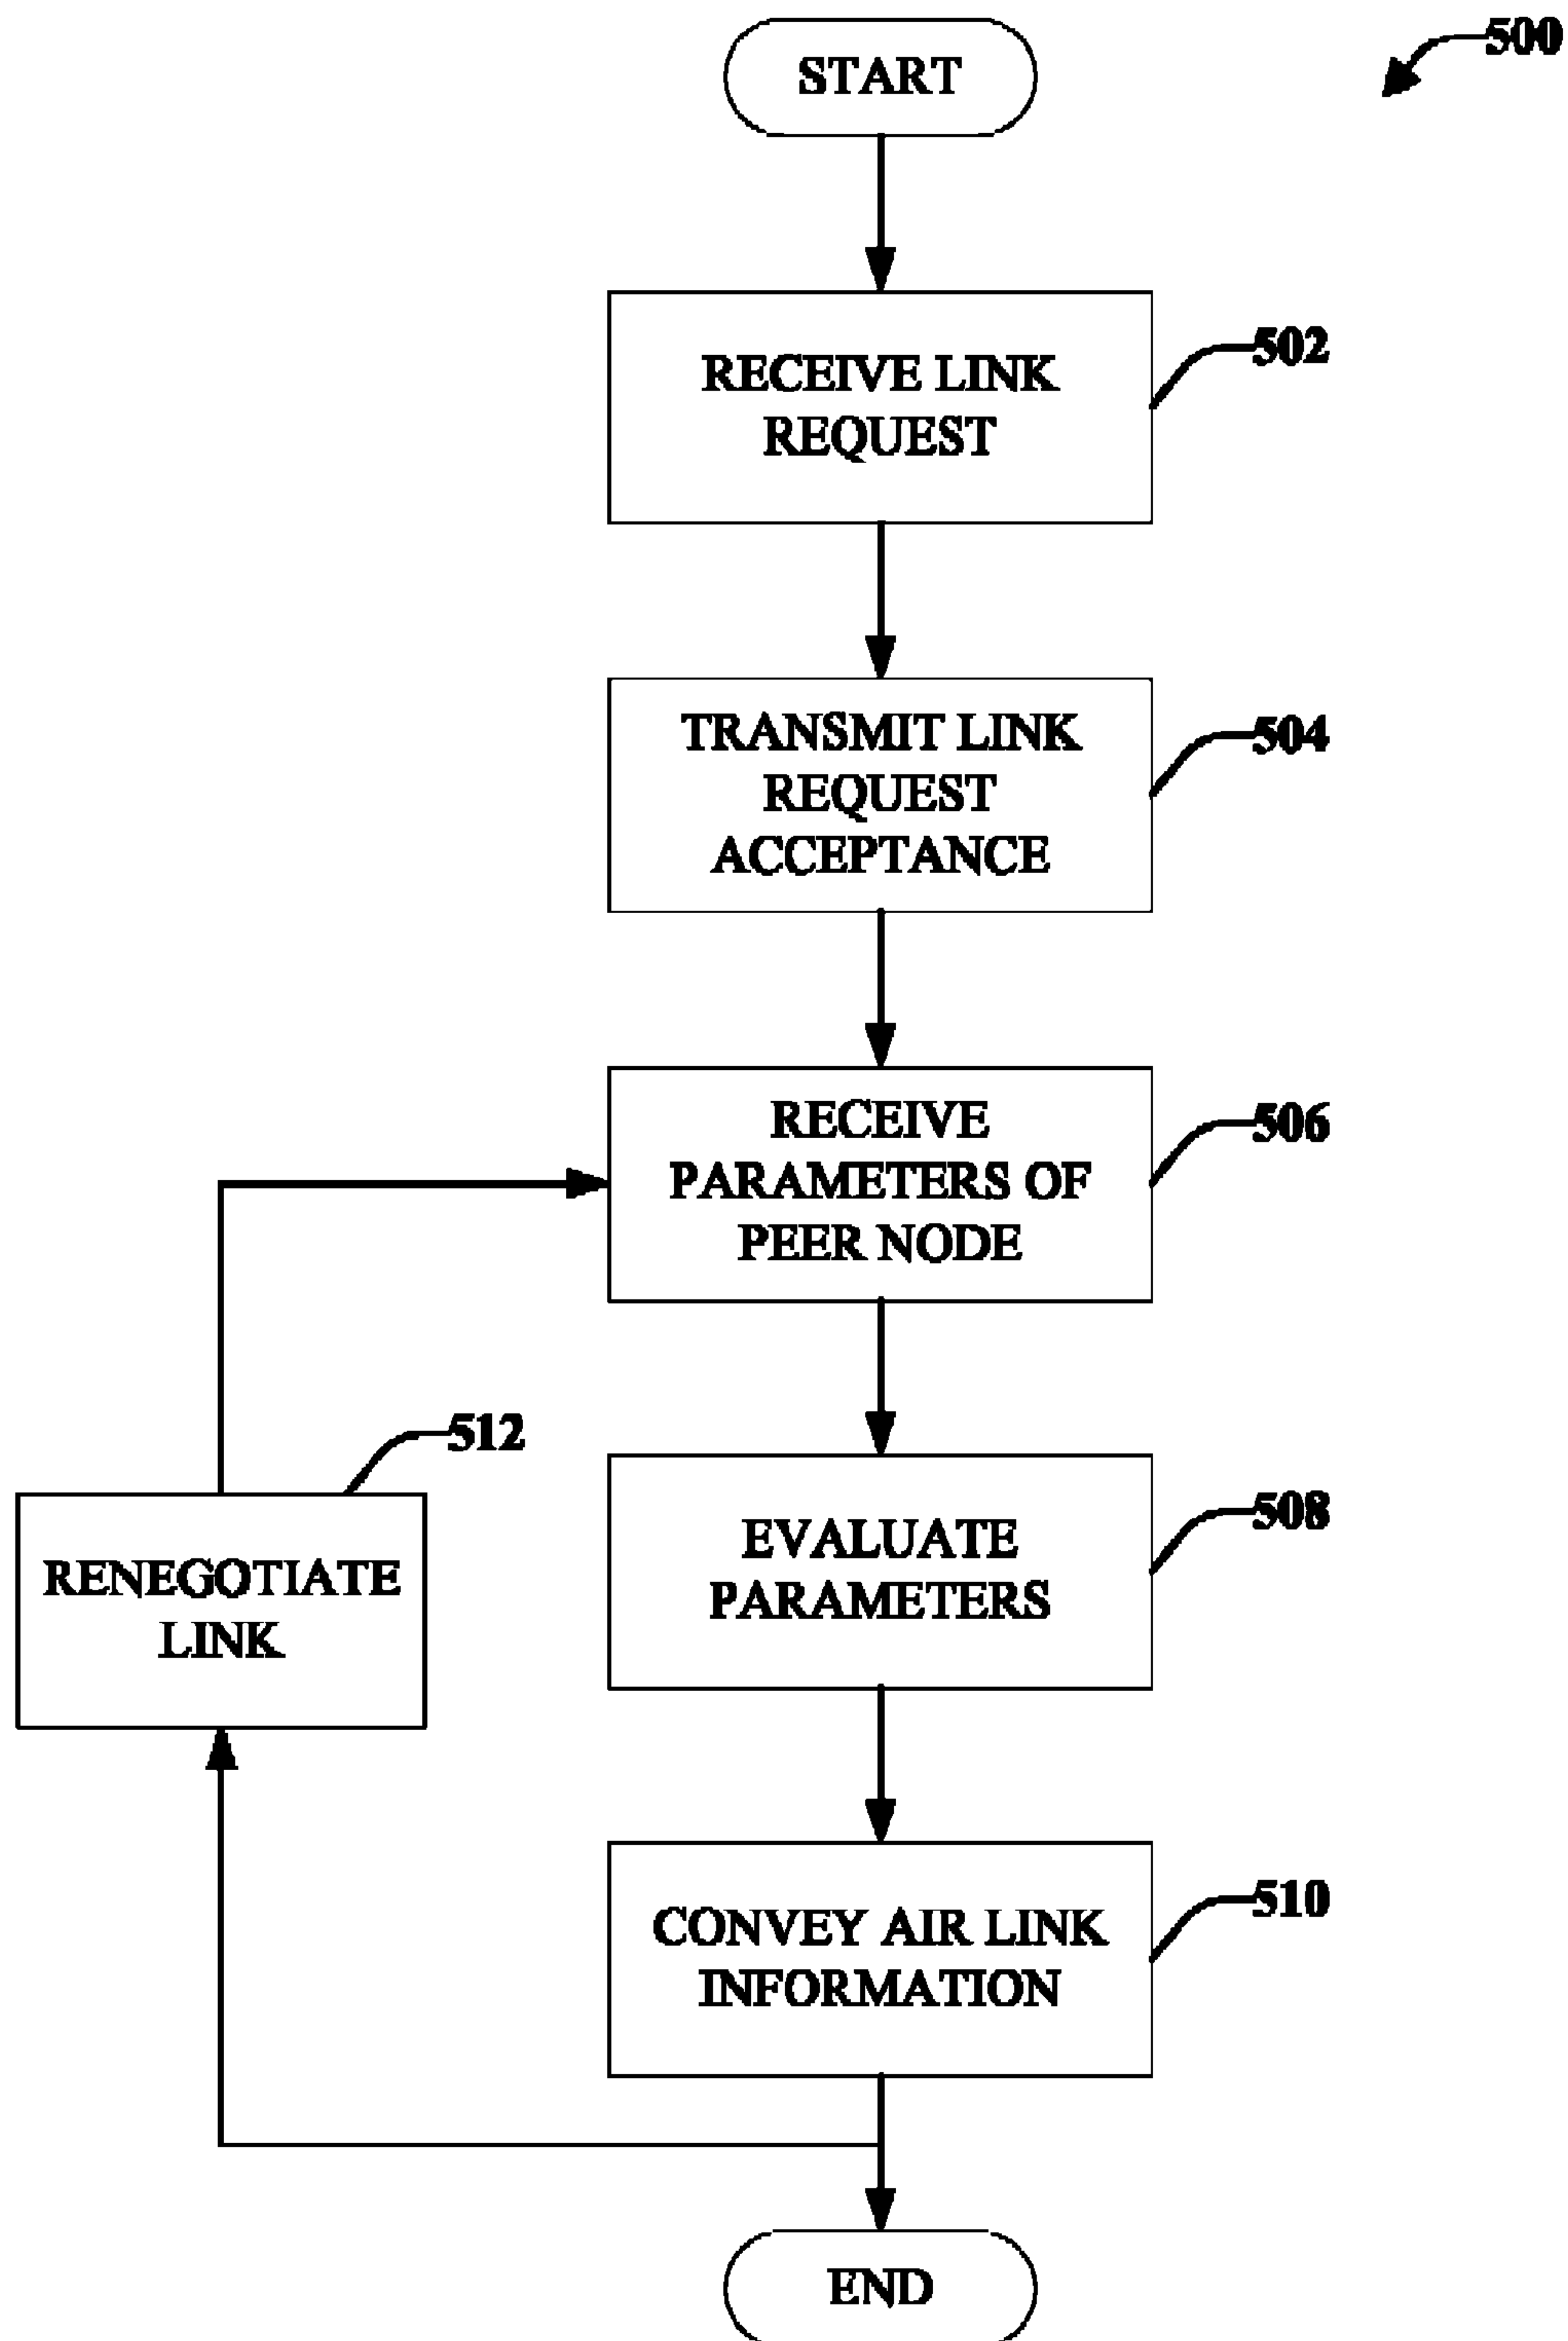 500
START
RECEIVE LINK
REQUEST
502
TRANSMIT LINK
REQUEST
ACCEPTANCE
504
RECEIVE
PARAMETERS OF
PEER NODE
506
512
RENEGOTIATE
LINK
EVALUATE
PARAMETERS
508
CONVEY AIR LINK
INFORMATION
510
END